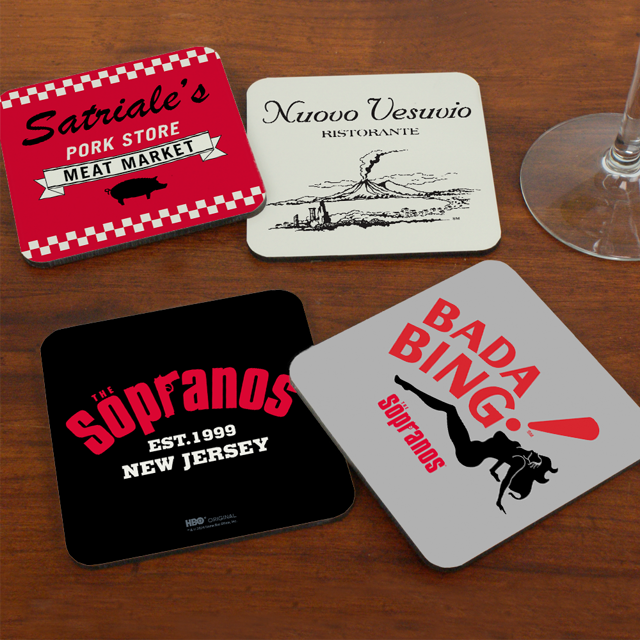 Satriale's
PORK STORE
MEAT MARKET
Nuovo Vesuvio
RISTORANTE
THE
Sopranos
EST.1999
NEW JERSEY
HBO ORIGINAL
BADA
BING!
THE
Sopranos